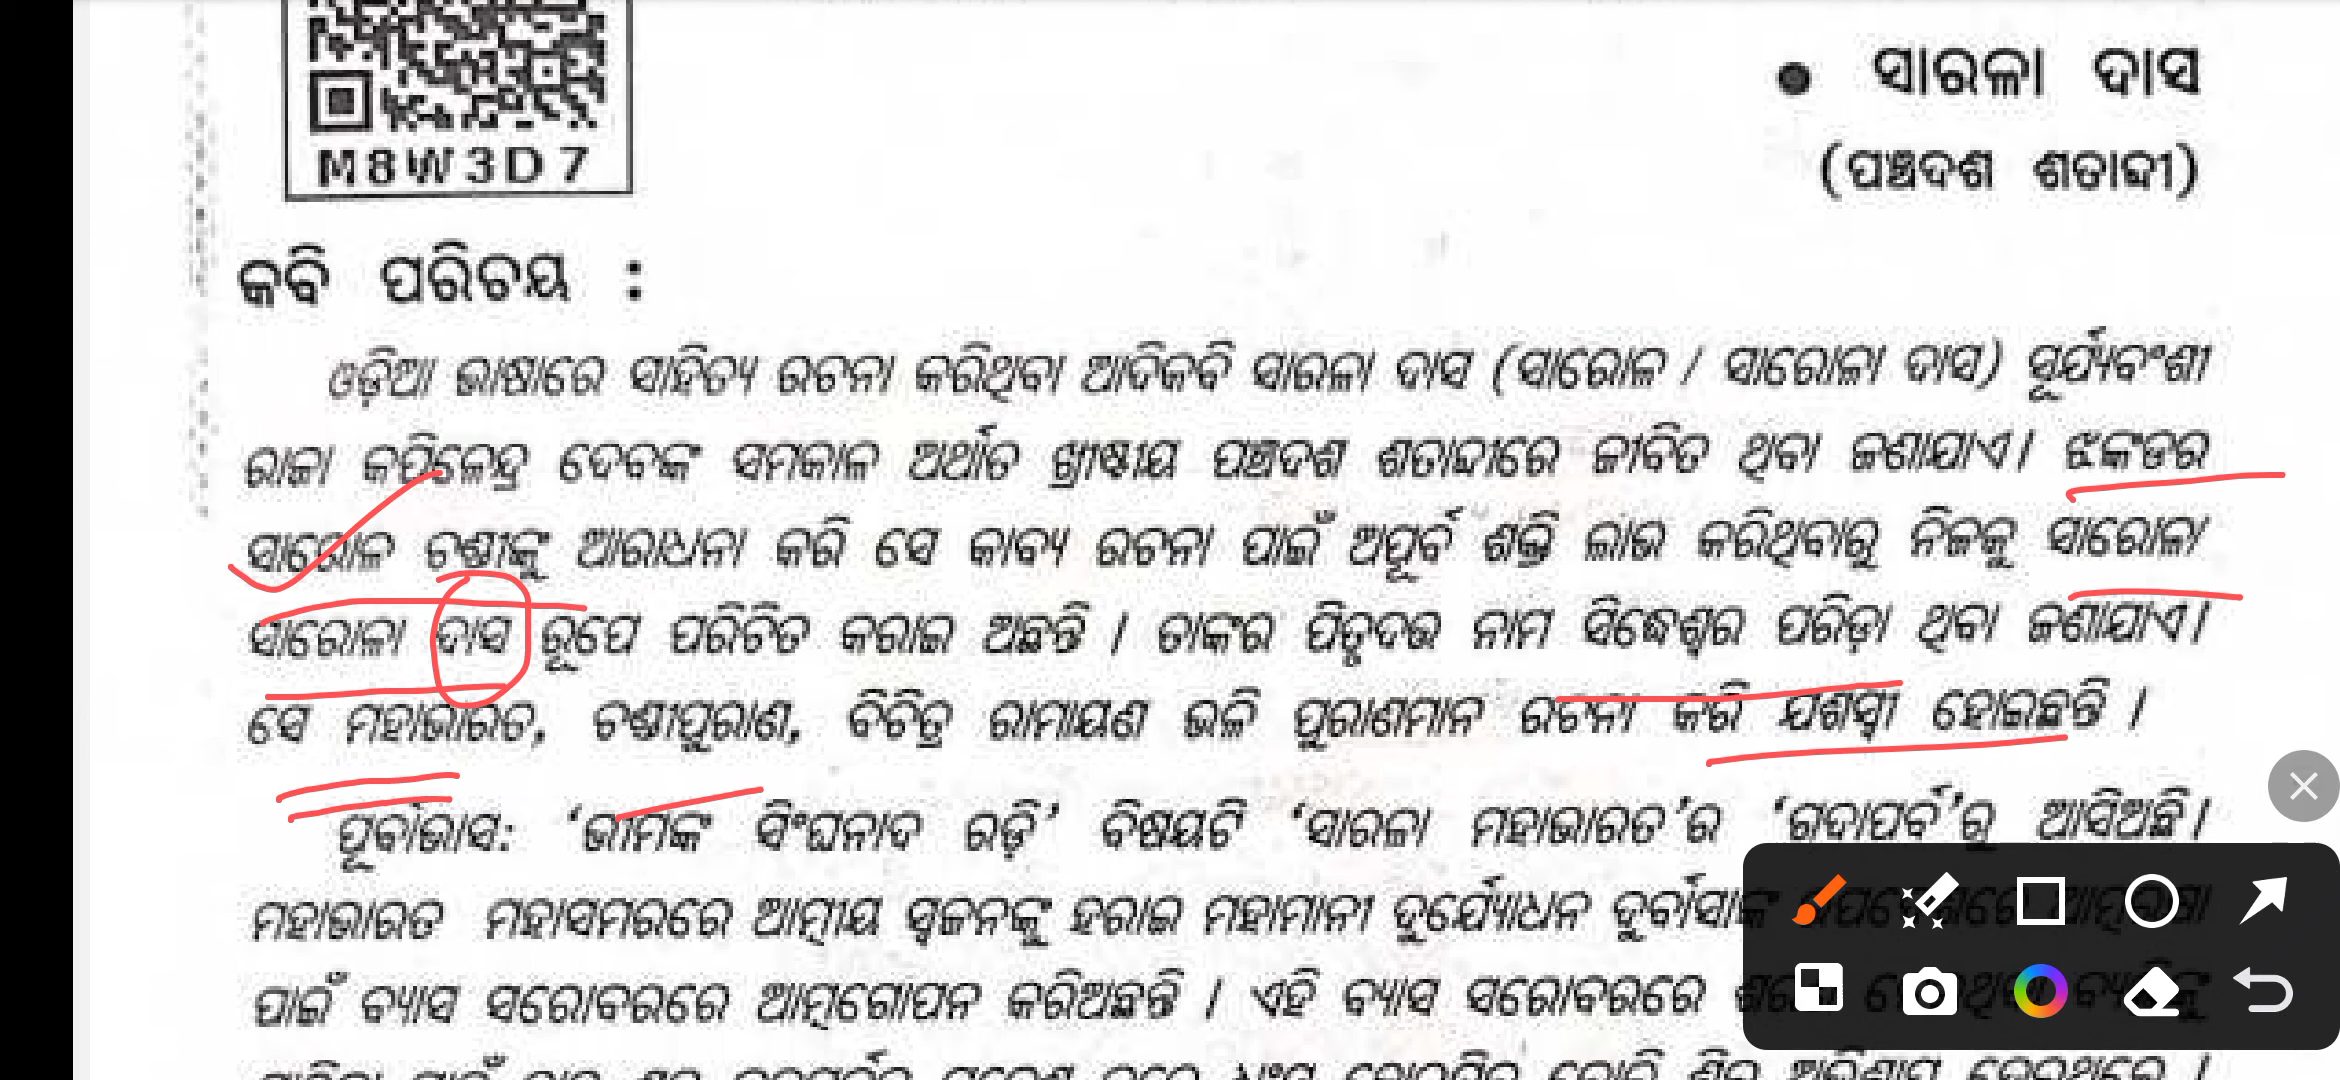 M8W3D7
● ସାରଳା ଦାସ
(ପଞ୍ଚଦଶ ଶତାବ୍ଦୀ)
କବି ପରିଚୟ :
ଓଡ଼ିଆ ଭାଷାରେ ସାହିତ୍ୟ ରଚନା କରିଥିବା ଆଦିକବି ସାରଳା ଦାସ (ସାରୋଳ / ସାରୋଳା ଦାସ) ସୂର୍ଯ୍ୟବଂଶୀ
ରାଜା କପିଳେନ୍ଦ୍ର ଦେବଙ୍କ ସମକାଳ ଅର୍ଥାତ ଖ୍ରୀଷ୍ଟୀୟ ପଞ୍ଚଦଶ ଶତାବ୍ଦୀରେ ଜୀବିତ ଥିବା ଜଣାଯାଏ। ଝଙ୍କଡର
ସାରୋଳ ଚଣ୍ଡୀଙ୍କୁ ଆରାଧନା କରି ସେ କାବ୍ୟ ରଚନା ପାଇଁ ଅପୂର୍ବ ଶକ୍ତି ଲାଭ କରିଥିବାରୁ ନିଜକୁ ସାରୋଳା
ସାରୋଳା ଦାସ ରୂପେ ପରିଚିତ କରାଇ ଅଛନ୍ତି । ତାଙ୍କର ପିତୃଦତ୍ତ ନାମ ସିଦ୍ଧେଶ୍ୱର ପରିଡ଼ା ଥିବା ଜଣାଯାଏ।
ସେ ମହାଭାରତ, ଚଣ୍ଡୀପୁରାଣ, ବିଚିତ୍ର ରାମାୟଣ ଭଳି ପୁରାଣମାନ ରଚନା କରି ଯଶସ୍ୱୀ ହୋଇଛନ୍ତି ।
ପୂର୍ବାଭାସ: ‘ଭୀମଙ୍କ ସିଂଘନାଦ ରଡ଼ି’ ବିଷୟଟି ‘ସାରଳା ମହାଭାରତ’ର ‘ଗଦାପର୍ବ’ରୁ ଆସିଅଛି।
ମହାଭାରତ ମହାସମରରେ ଆତ୍ମୀୟ ସ୍ୱଜନଙ୍କୁ ହରାଇ ମହାମାନୀ ଦୁର୍ଯ୍ୟୋଧନ ଦୁର୍ବାସାଙ୍କ
ପାଇଁ ବ୍ୟାସ ସରୋବରରେ ଆତ୍ମଗୋପନ କରିଅଛନ୍ତି । ଏହି ବ୍ୟାସ ସରୋବରରେ